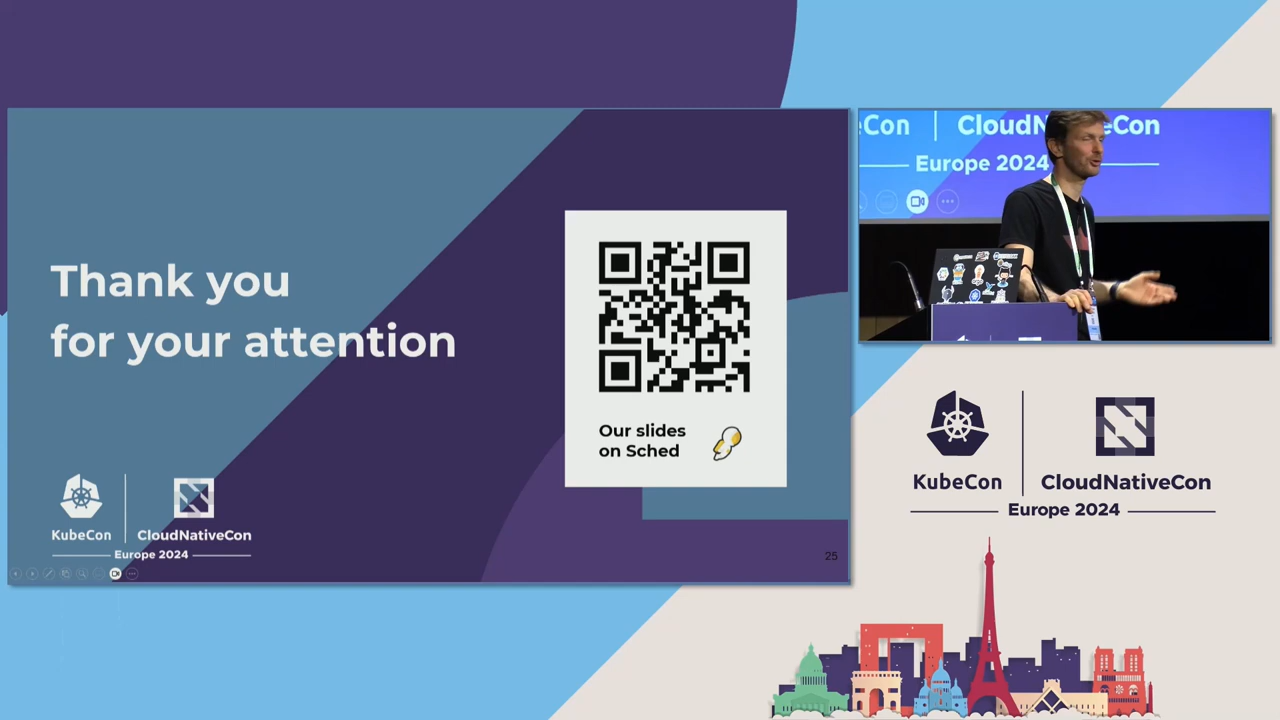 Thank you
for your attention
Our slides
on Sched
KubeCon
CloudNativeCon
Europe 2024
25
eCon
CloudN eCon
Europe 2024
KubeCon
CloudNativeCon
Europe 2024